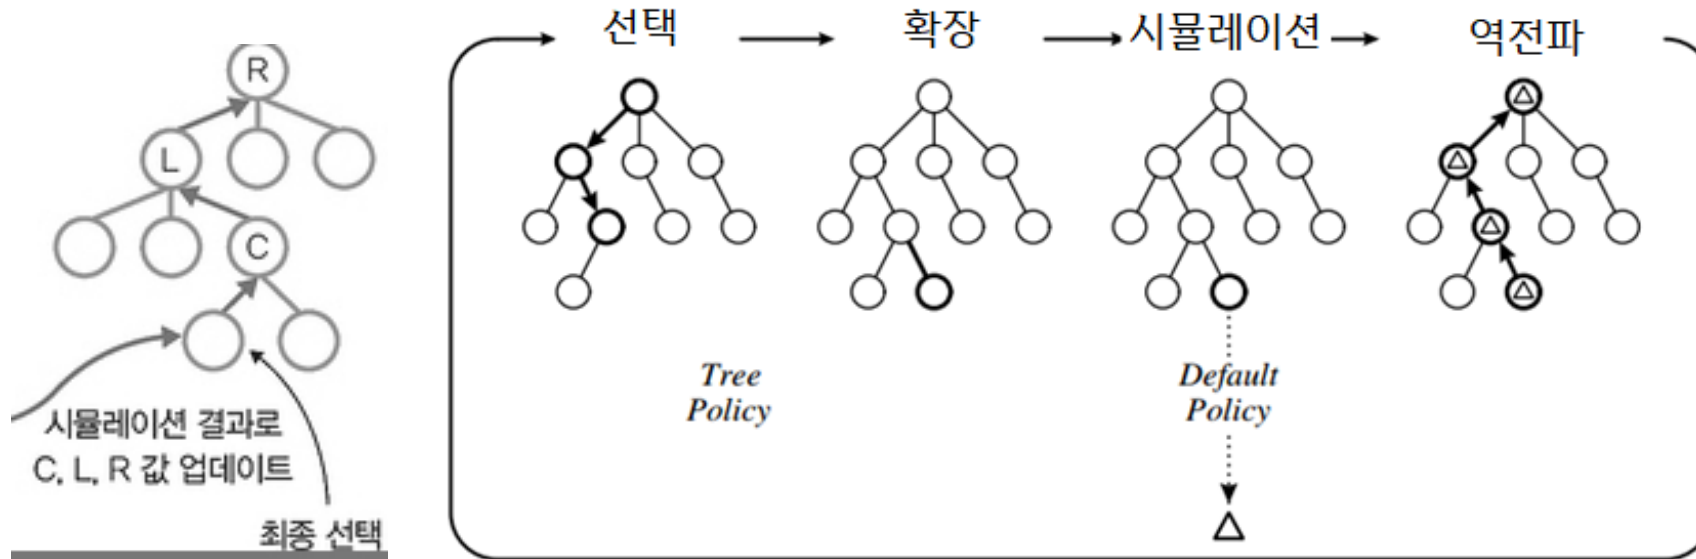 R
L
C
시뮬레이션 결과로
C, L, R 값 업데이트
최종 선택
선택
확장
시뮬레이션
역전파
Tree
Policy
Default
Policy